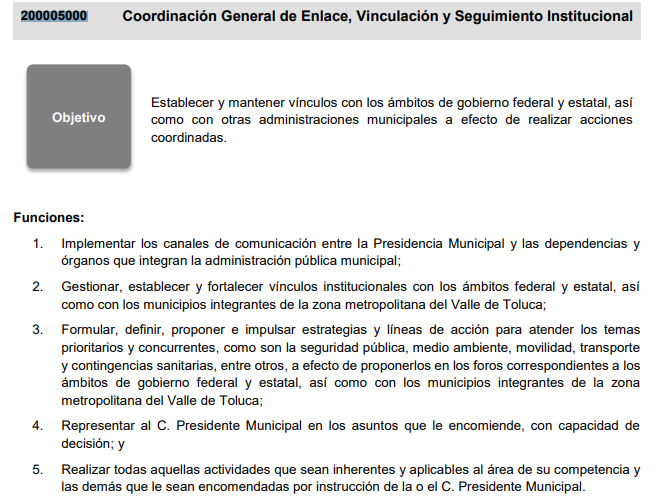 200005000 Coordinación General de Enlace, Vinculación y Seguimiento Institucional
Objetivo
Establecer y mantener vínculos con los ámbitos de gobierno federal y estatal, así
como con otras administraciones municipales a efecto de realizar acciones
coordinadas.
Funciones:
1. Implementar los canales de comunicación entre la Presidencia Municipal y las dependencias y
órganos que integran la administración pública municipal;
2. Gestionar, establecer y fortalecer vínculos institucionales con los ámbitos federal y estatal, así
como con los municipios integrantes de la zona metropolitana del Valle de Toluca;
3. Formular, definir, proponer e impulsar estrategias y líneas de acción para atender los temas
prioritarios y concurrentes, como son la seguridad pública, medio ambiente, movilidad, transporte
y contingencias sanitarias, entre otros, a efecto de proponerlos en los foros correspondientes a los
ámbitos de gobierno federal y estatal, así como con los municipios integrantes de la zona
metropolitana del Valle de Toluca;
4. Representar al C. Presidente Municipal en los asuntos que le encomiende, con capacidad de
decisión; y
5. Realizar todas aquellas actividades que sean inherentes y aplicables al área de su competencia y
las demás que le sean encomendadas por instrucción de la o el C. Presidente Municipal.